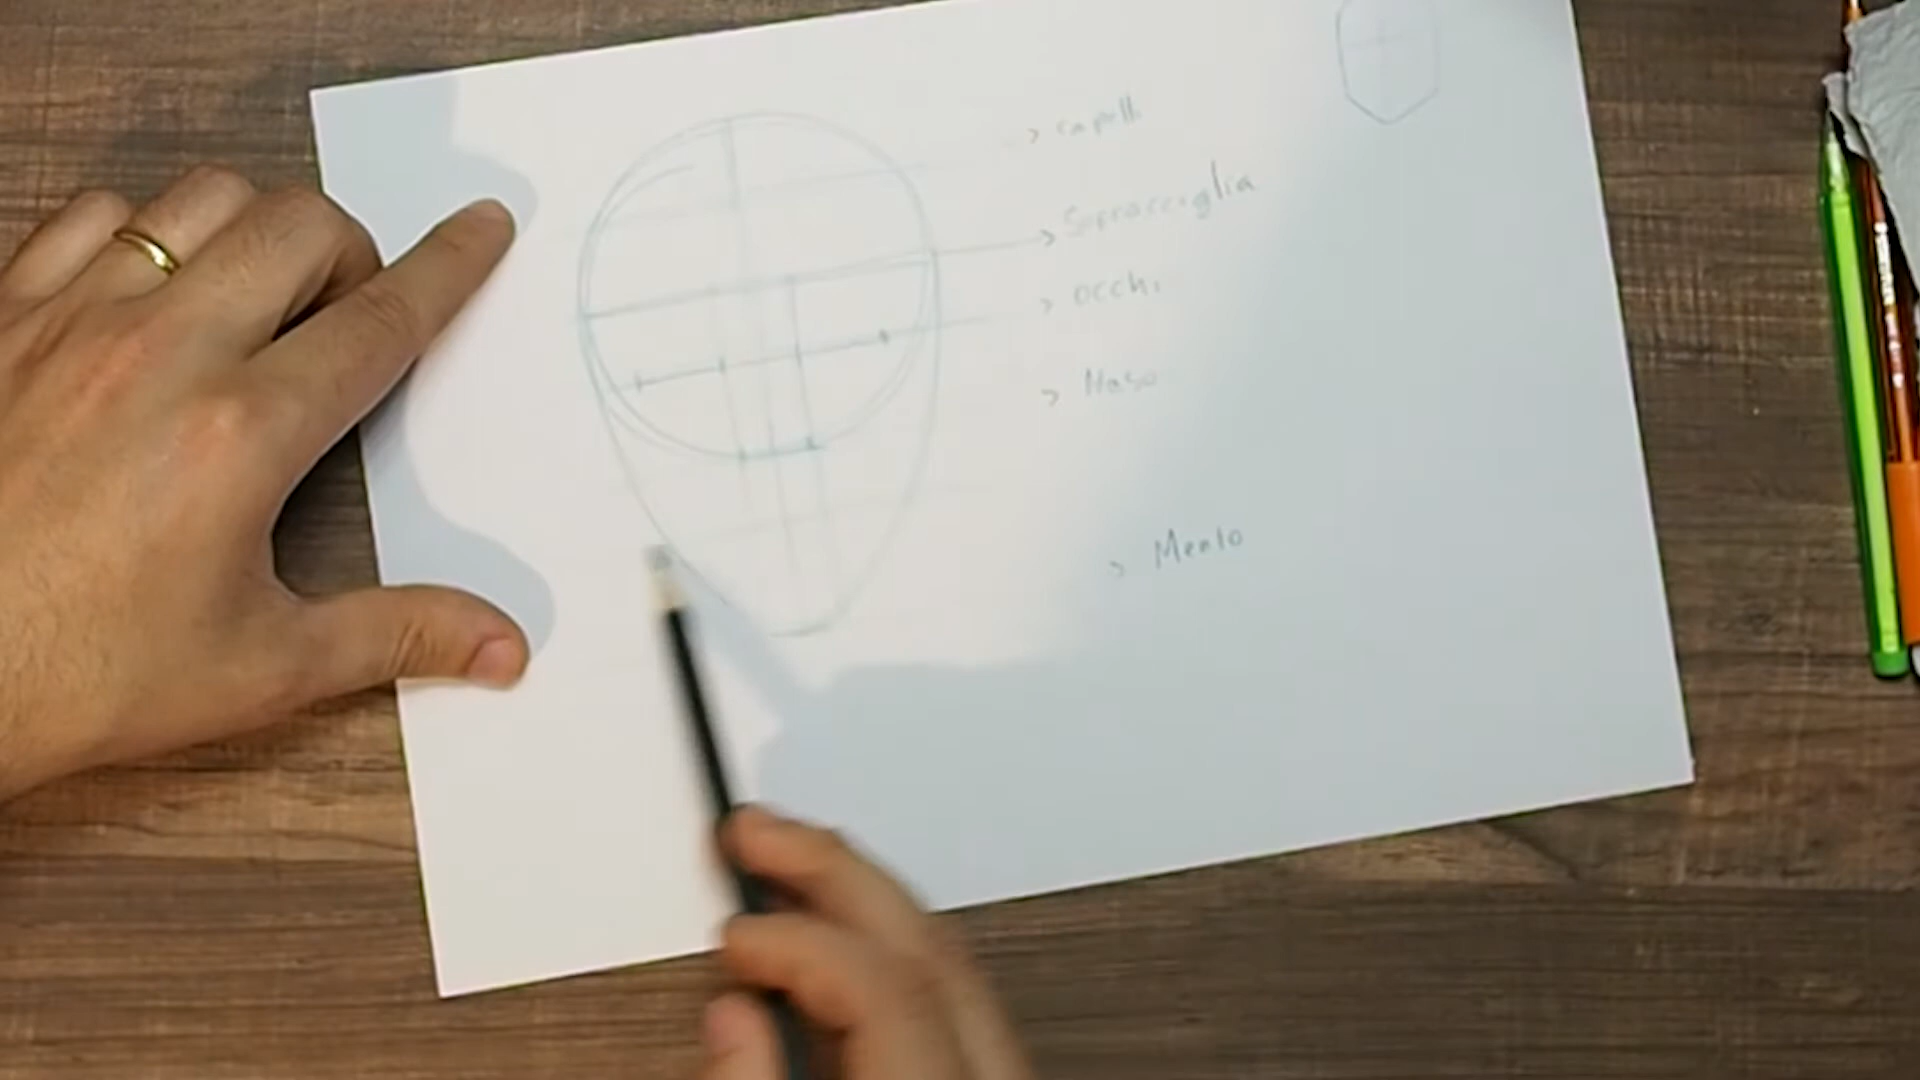 > capelli
> Sopracciglia
> occhi
> Naso
> Mento